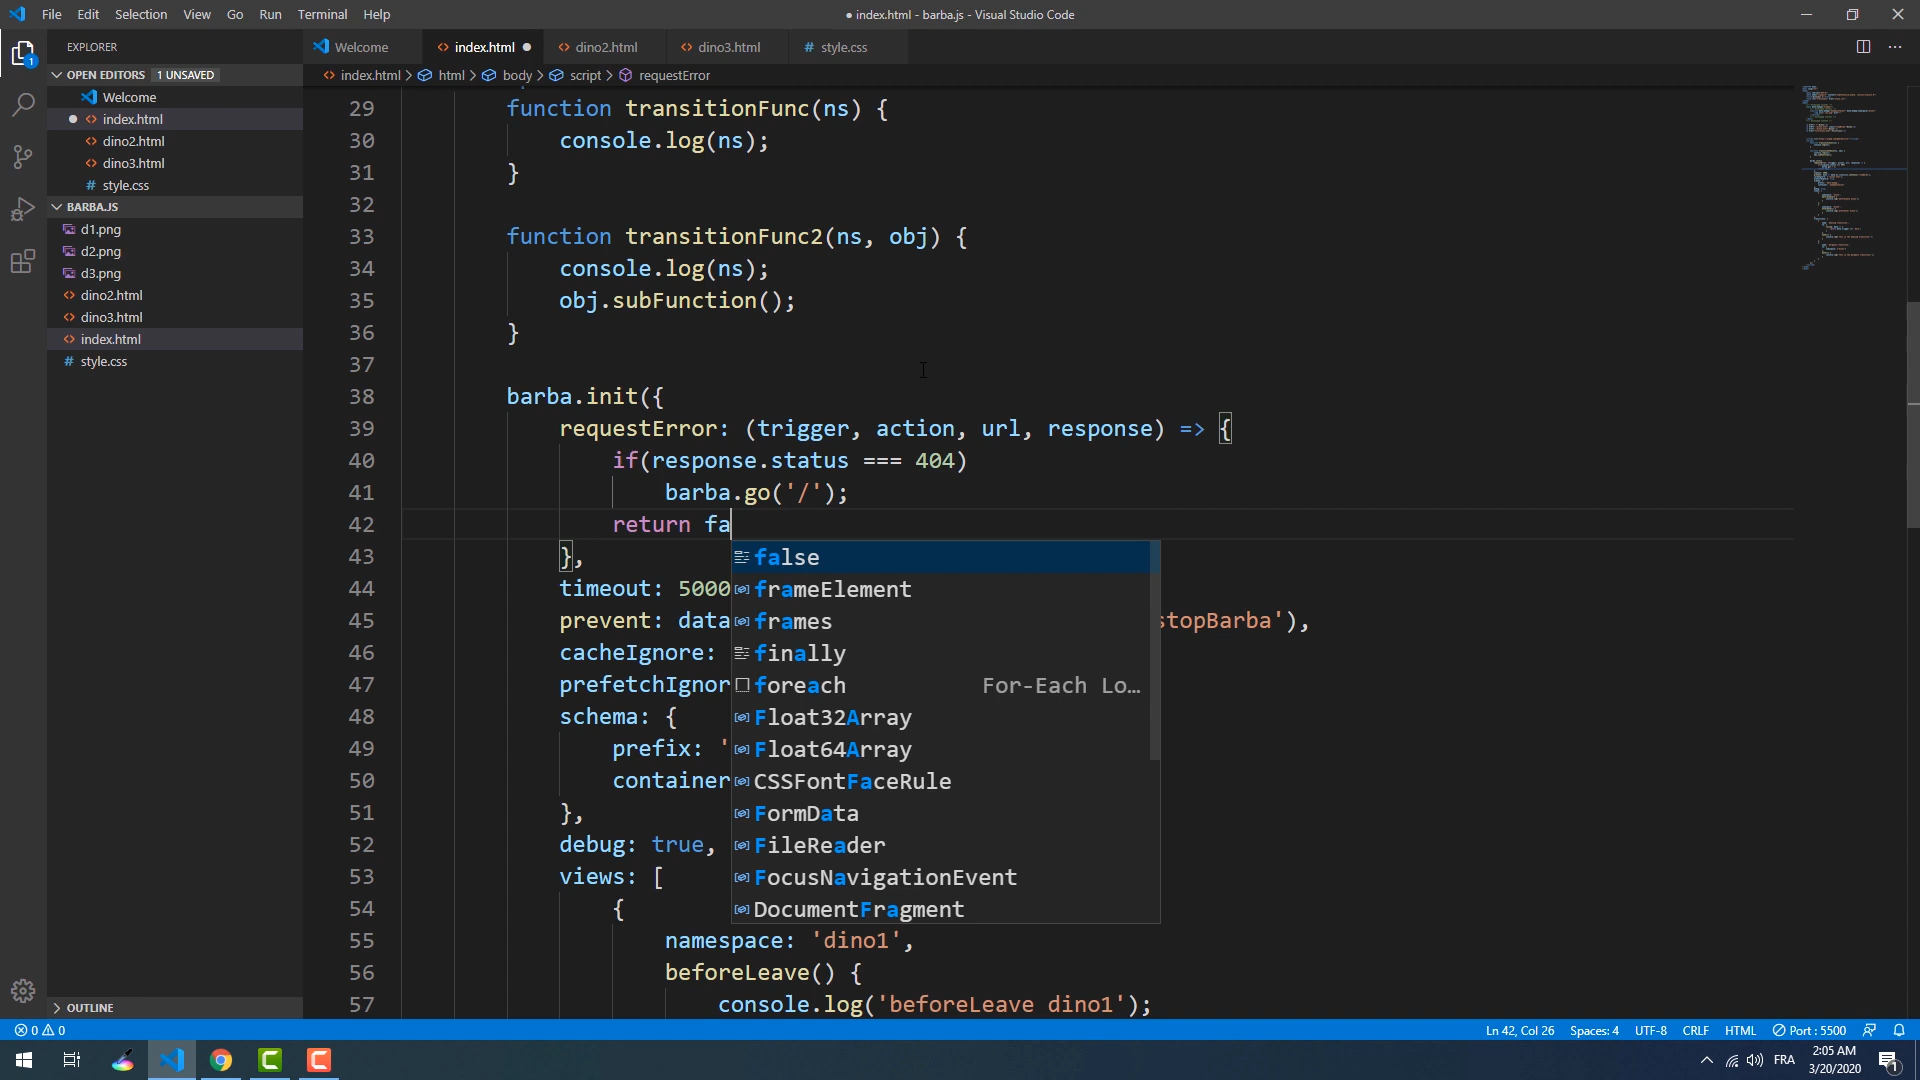 File Edit Selection View Go Run Terminal Help
● index.html - barba.js - Visual Studio Code
EXPLORER
Welcome
index.html
dino2.html
dino3.html
# style.css
OPEN EDITORS 1 UNSAVED
index.html > html > body > script > requestError
Welcome
index.html
dino2.html
dino3.html
# style.css
BARBA.JS
d1.png
d2.png
d3.png
dino2.html
dino3.html
index.html
# style.css
OUTLINE
29 function transitionFunc(ns) {
30 console.log(ns);
31 }
32
33 function transitionFunc2(ns, obj) {
34 console.log(ns);
35 obj.subFunction();
36 }
37
38 barba.init({
39 requestError: (trigger, action, url, response) => {
40 if(response.status === 404)
41 barba.go('/');
42 return fa
43 },
44 timeout: 5000
45 prevent: data stopBarba'),
46 cacheIgnore:
47 prefetchIgnor
48 schema: {
49 prefix: '
50 container
51 },
52 debug: true,
53 views: [
54 {
55 namespace: 'dino1',
56 beforeLeave() {
57 console.log('beforeLeave dino1');
false
frameElement
frames
finally
foreach For-Each Lo…
Float32Array
Float64Array
CSSFontFaceRule
FormData
FileReader
FocusNavigationEvent
DocumentFragment
0 0
Ln 42, Col 26 Spaces: 4 UTF-8 CRLF HTML Port : 5500
FRA
2:05 AM
3/20/2020
1
1